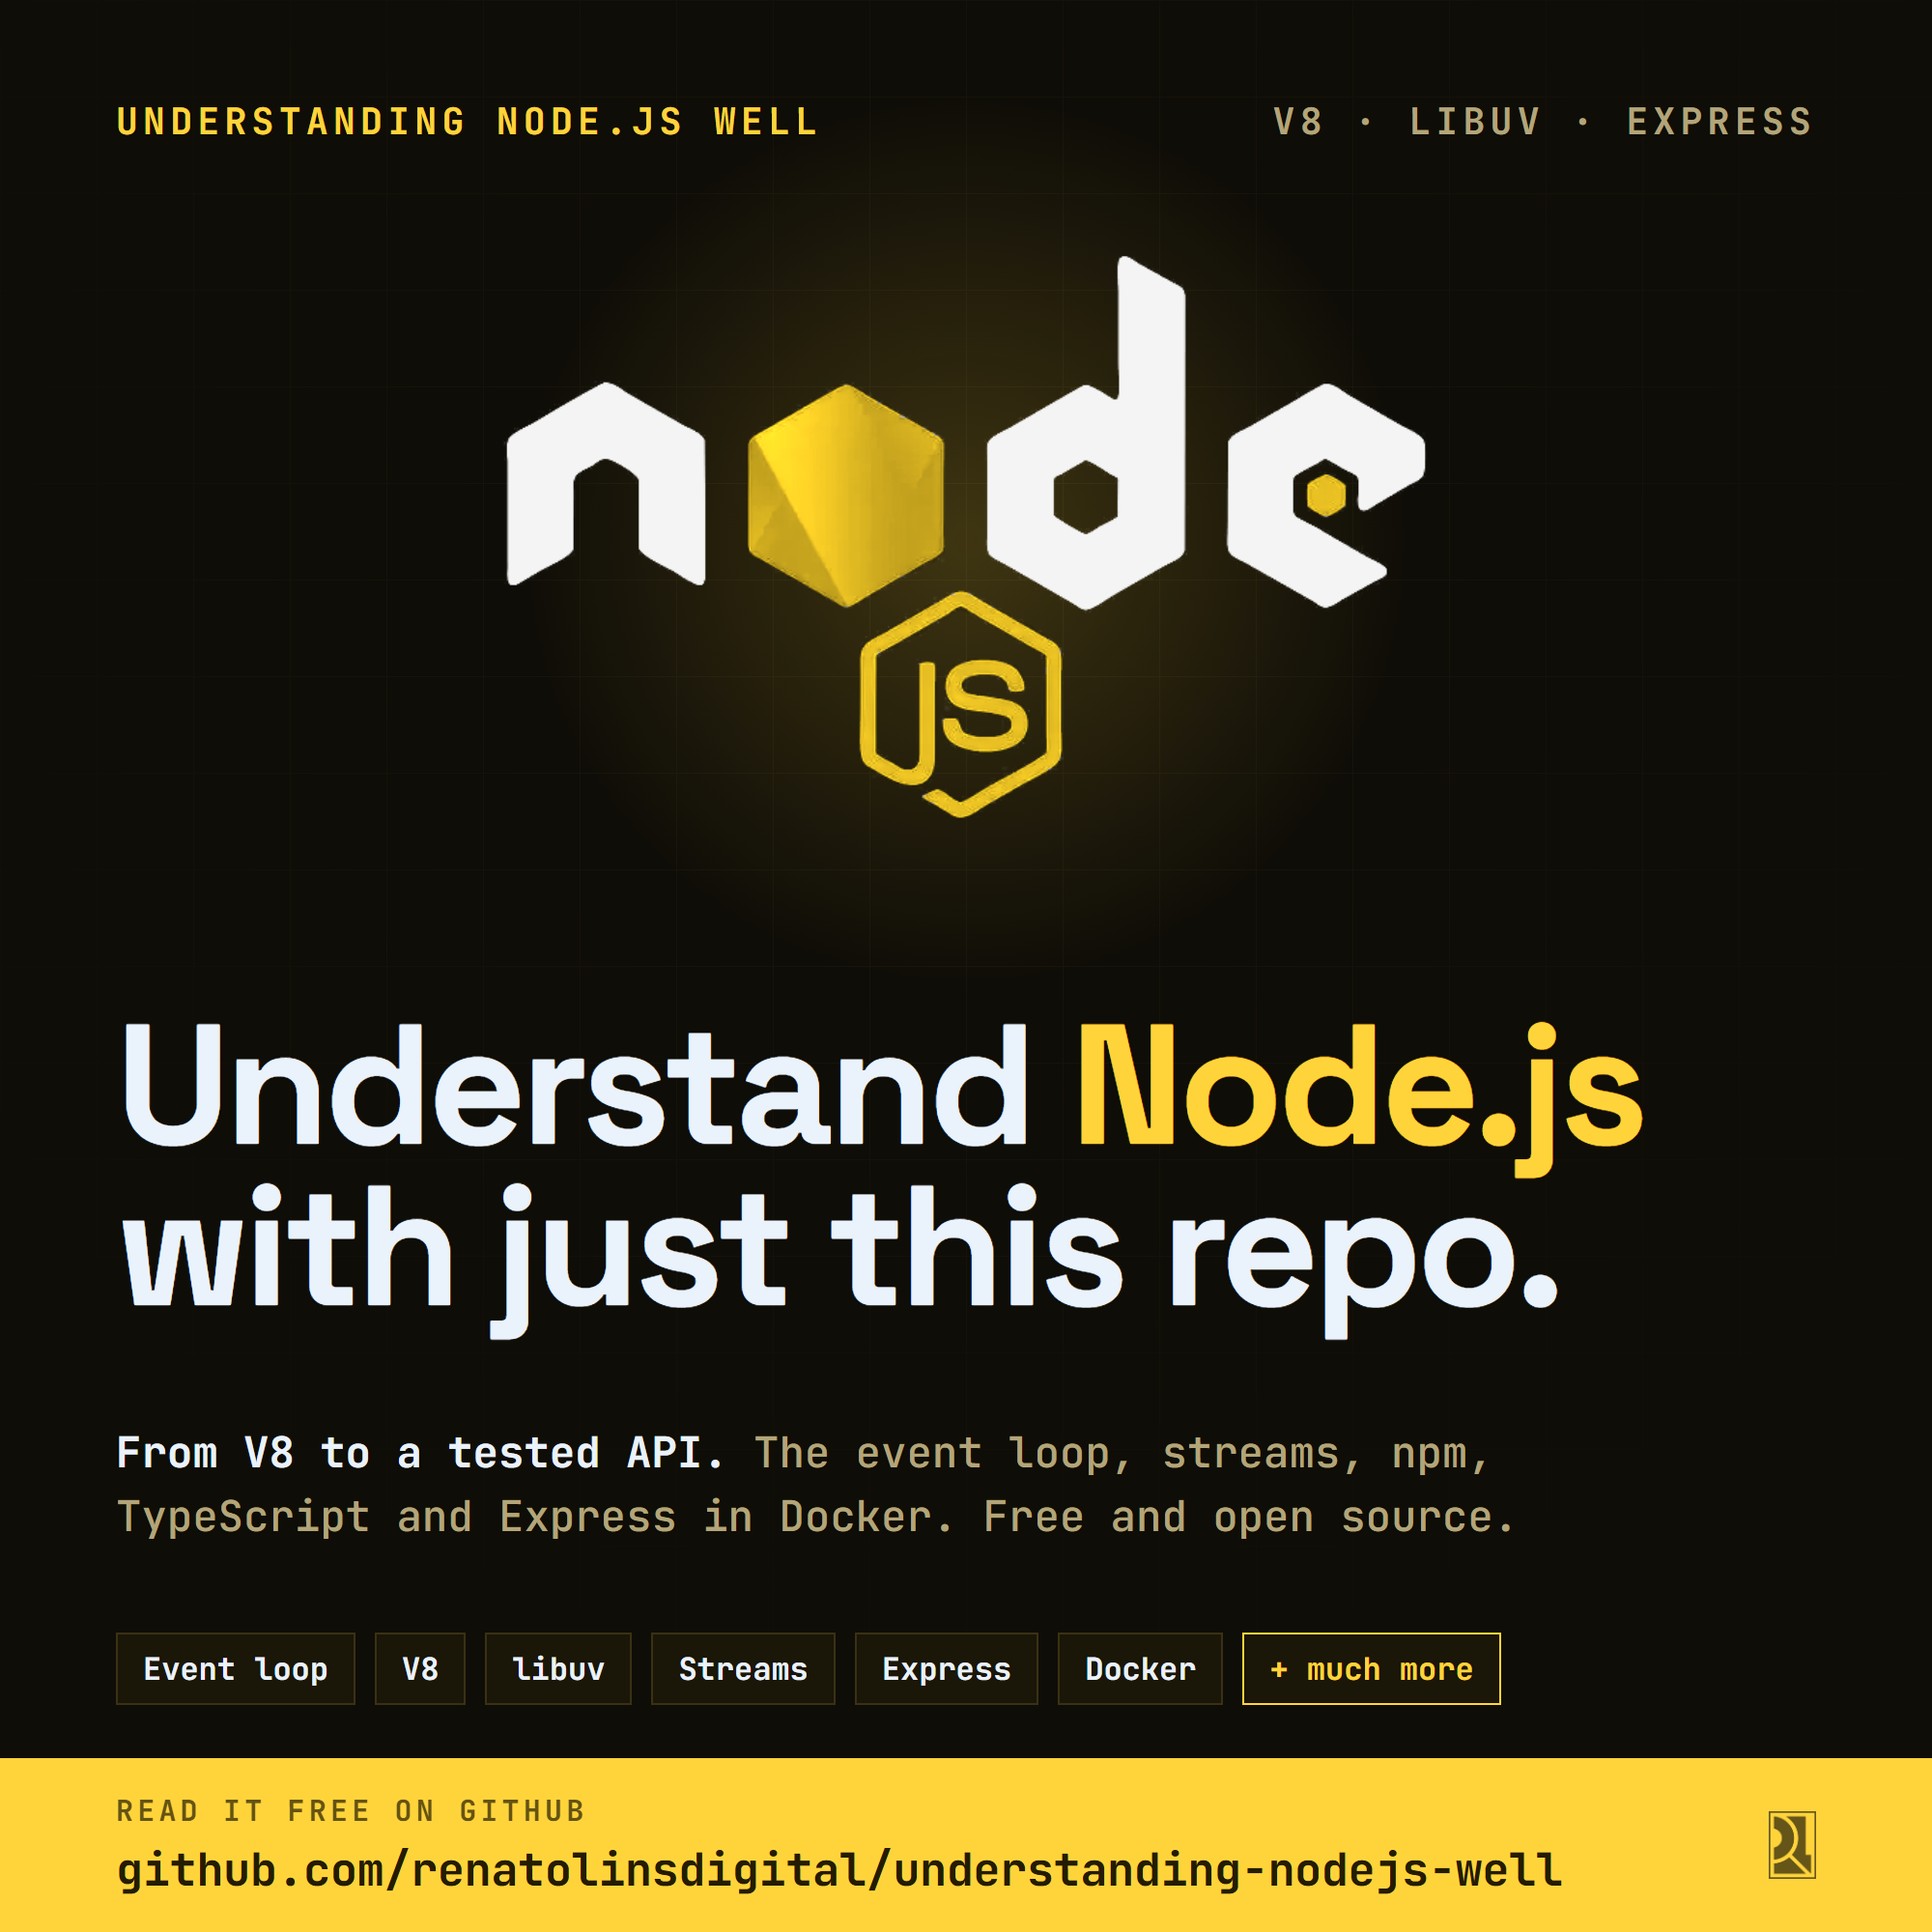 UNDERSTANDING NODE.JS WELL
V8 · LIBUV · EXPRESS
node
JS
Understand Node.js
with just this repo.
From V8 to a tested API. The event loop, streams, npm,
TypeScript and Express in Docker. Free and open source.
Event loop
V8
libuv
Streams
Express
Docker
+ much more
READ IT FREE ON GITHUB
github.com/renatolinsdigital/understanding-nodejs-well